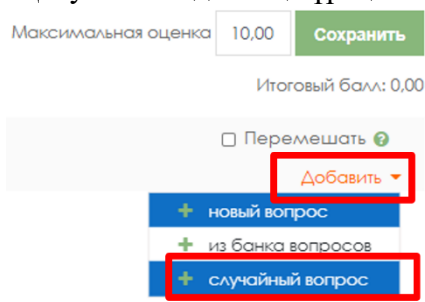 Максимальная оценка 10,00 Сохранить
Итоговый балл: 0,00
Перемешать
Добавить
+ новый вопрос
+ из банка вопросов
+ случайный вопрос